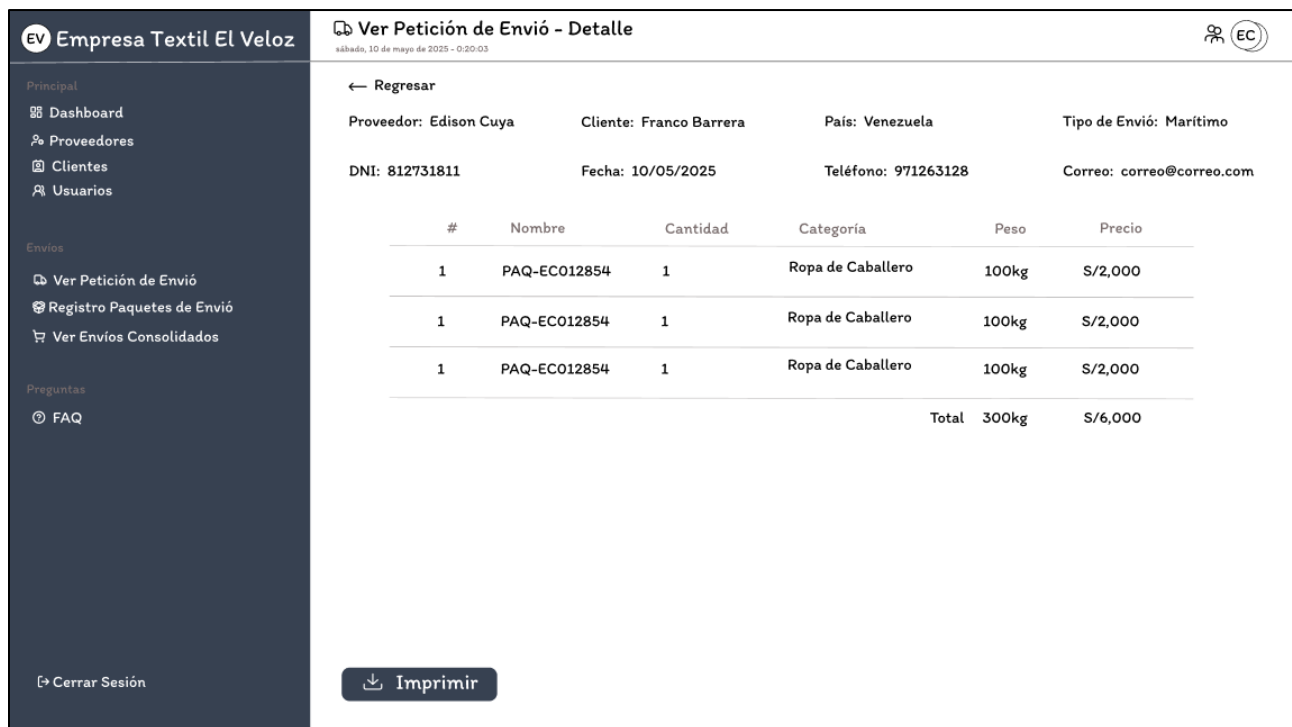 EV Empresa Textil El Veloz
Ver Petición de Envió - Detalle
sábado, 10 de mayo de 2025 - 0:20:03
EC
Principal
Dashboard
Proveedores
Clientes
Usuarios
Envíos
Ver Petición de Envió
Registro Paquetes de Envió
Ver Envíos Consolidados
Preguntas
FAQ
Cerrar Sesión
← Regresar
Proveedor: Edison Cuya Cliente: Franco Barrera País: Venezuela Tipo de Envió: Marítimo
DNI: 812731811 Fecha: 10/05/2025 Teléfono: 971263128 Correo: correo@correo.com
# Nombre Cantidad Categoría Peso Precio
1 PAQ-EC012854 1 Ropa de Caballero 100kg S/2,000
1 PAQ-EC012854 1 Ropa de Caballero 100kg S/2,000
1 PAQ-EC012854 1 Ropa de Caballero 100kg S/2,000
Total 300kg S/6,000
Imprimir